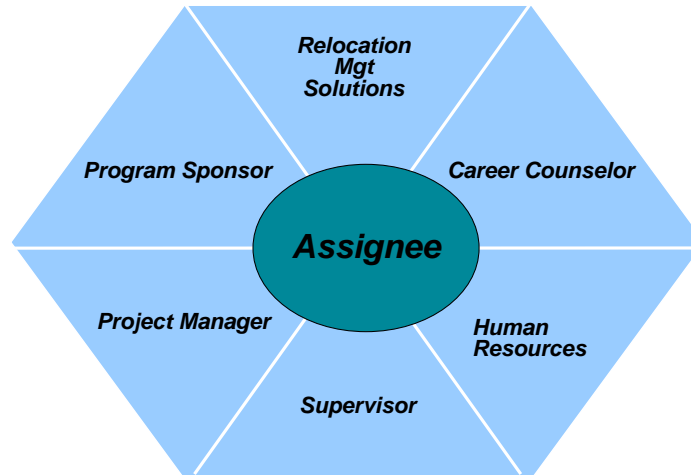 Relocation
Mgt
Solutions
Program Sponsor
Career Counselor
Assignee
Project Manager
Human
Resources
Supervisor